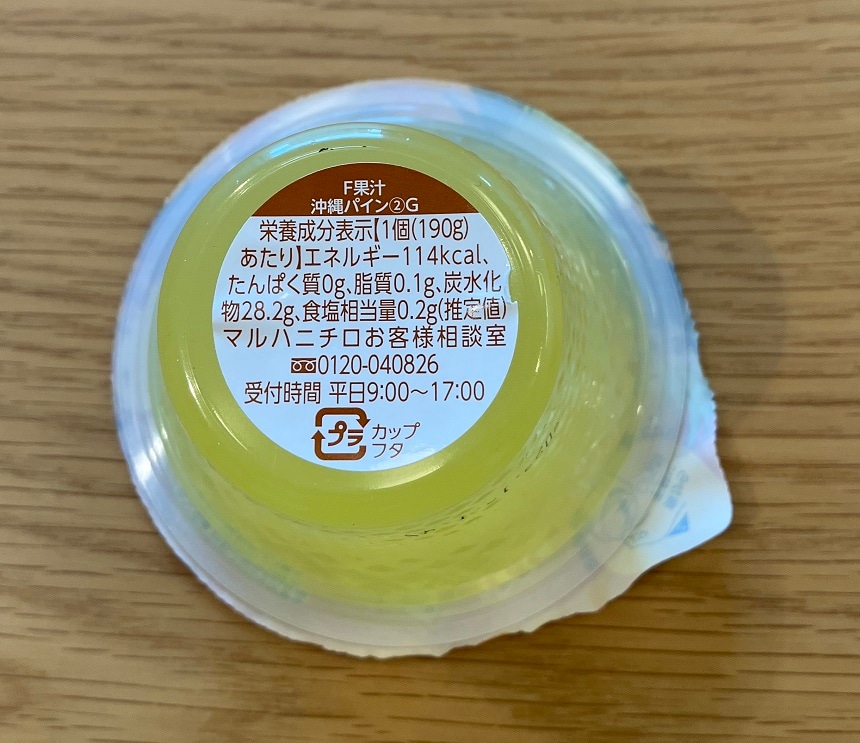 F果汁
沖縄パイン②G
栄養成分表示【1個(190g)
あたり】エネルギー114kcal、
たんぱく質0g、脂質0.1g、炭水化
物28.2g、食塩相当量0.2g(推定値)
マルハニチロお客様相談室
0120-040826
受付時間 平日9:00～17:00
プラ カップ
フタ